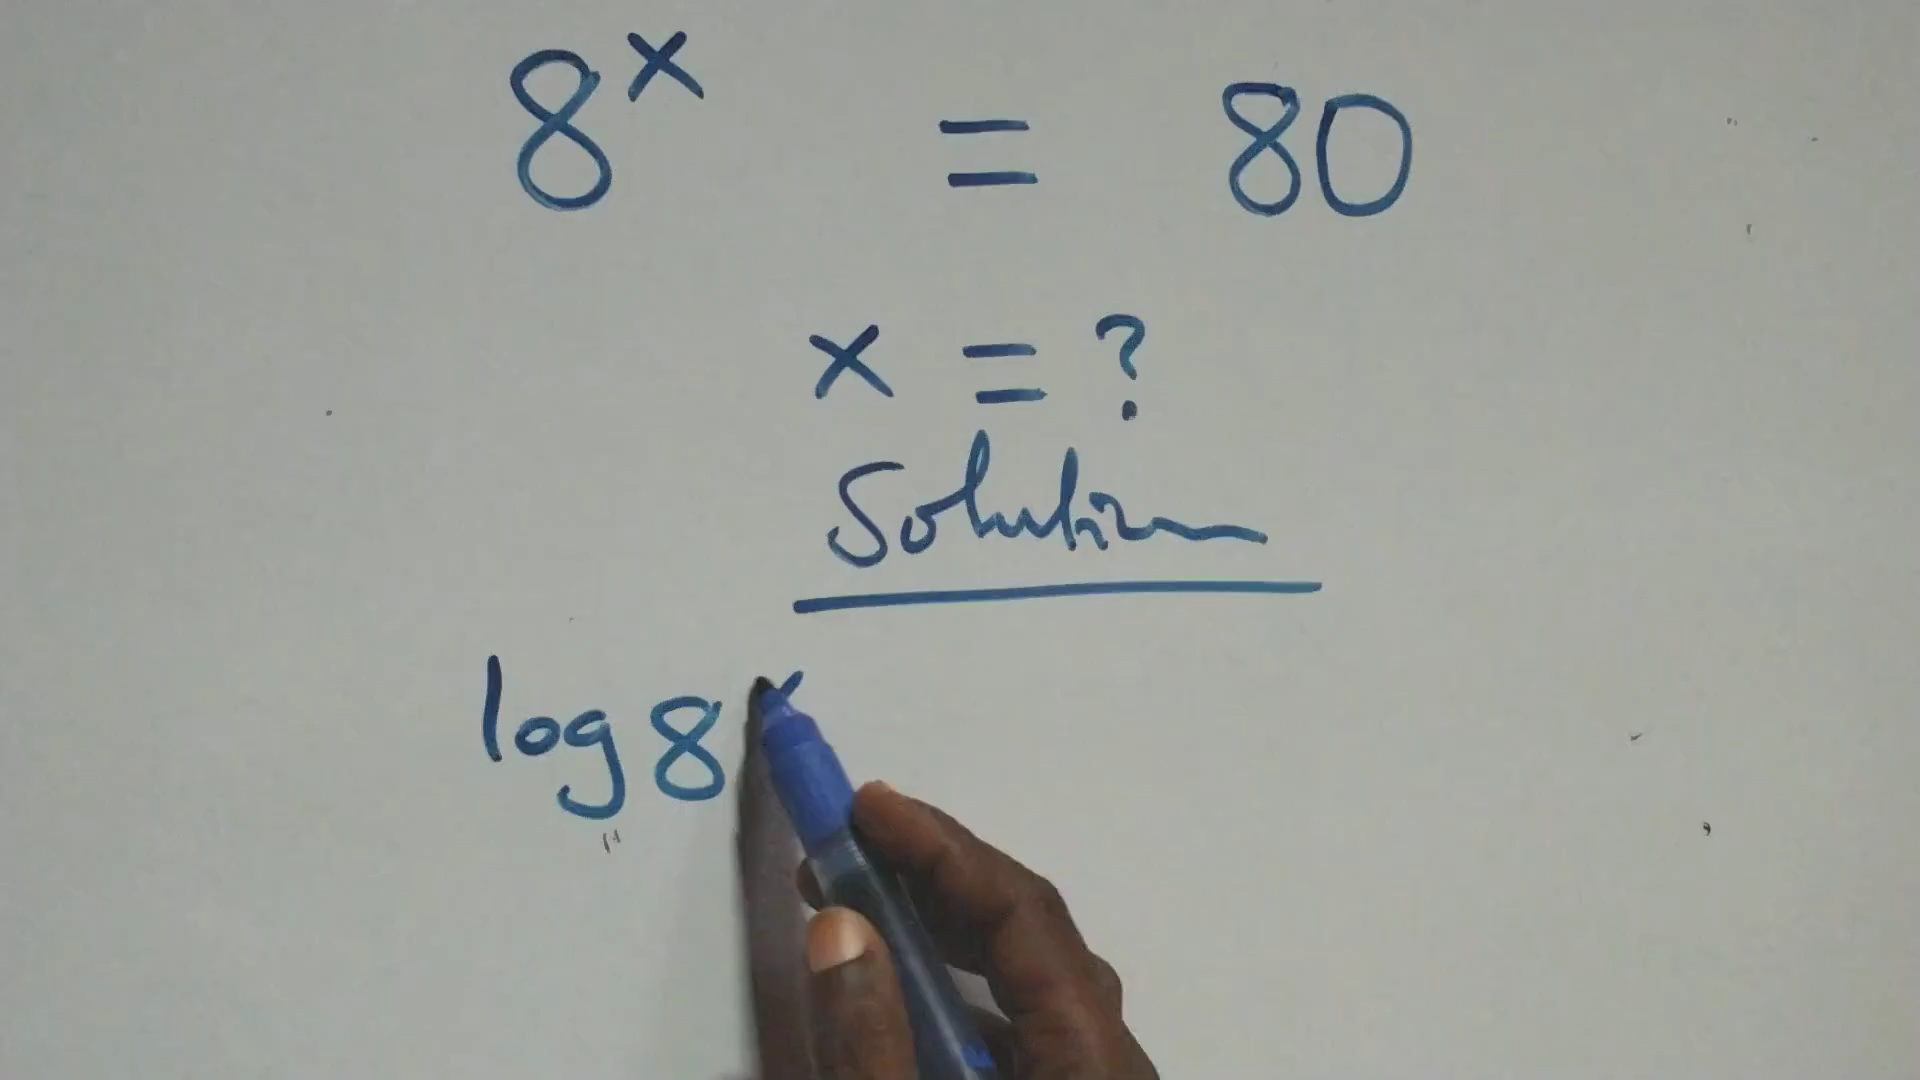 8^x = 80
x = ?
Solution
log 8^x